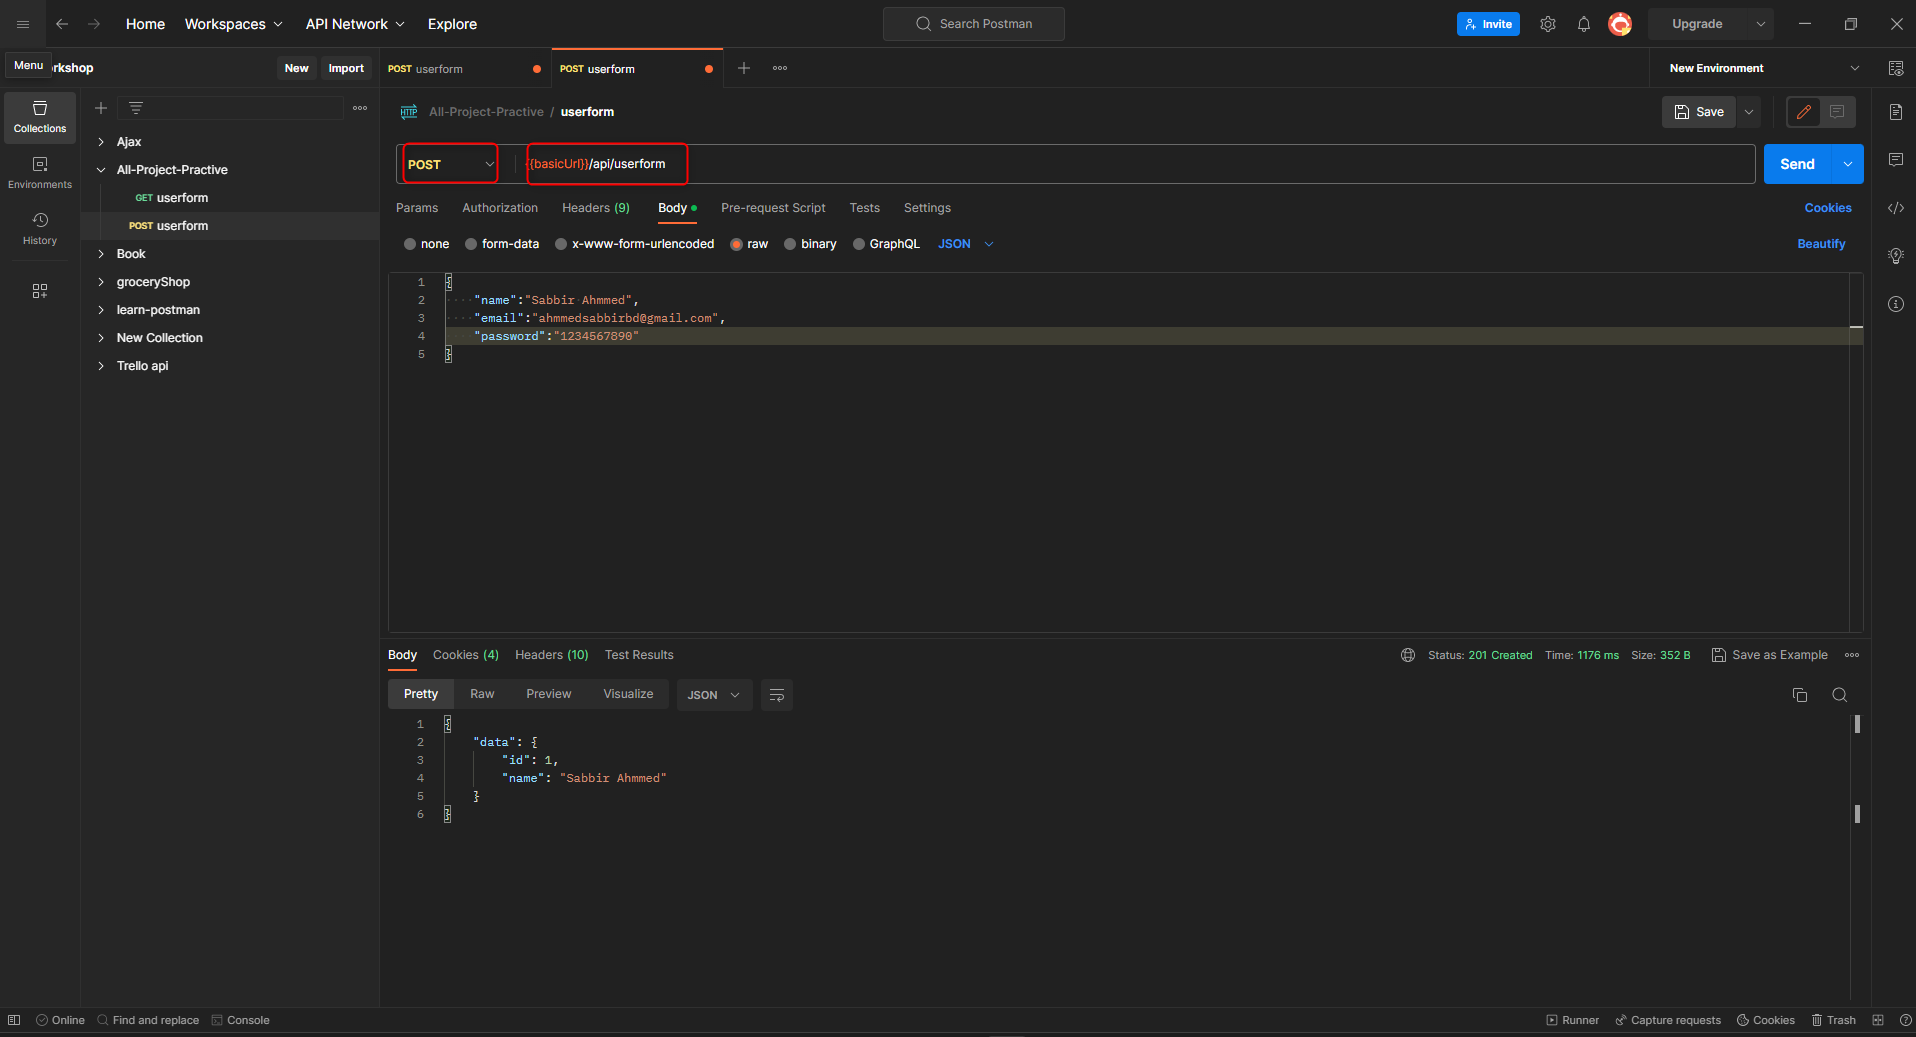 Home Workspaces API Network Explore Search Postman Invite Upgrade
Menu rkshop New Import POST userform POST userform New Environment
All-Project-Practive / userform Save
Collections
Environments
History
Ajax
All-Project-Practive
GET userform
POST userform
Book
groceryShop
learn-postman
New Collection
Trello api
POST {{basicUrl}}/api/userform Send
Params Authorization Headers (9) Body Pre-request Script Tests Settings Cookies
none form-data x-www-form-urlencoded raw binary GraphQL JSON Beautify
1 {
2 "name":"Sabbir Ahmmed",
3 "email":"ahmmedsabbirbd@gmail.com",
4 "password":"1234567890"
5 }
Body Cookies (4) Headers (10) Test Results Status: 201 Created Time: 1176 ms Size: 352 B Save as Example
Pretty Raw Preview Visualize JSON
1 {
2 "data": {
3 "id": 1,
4 "name": "Sabbir Ahmmed"
5 }
6 }
Online Find and replace Console Runner Capture requests Cookies Trash